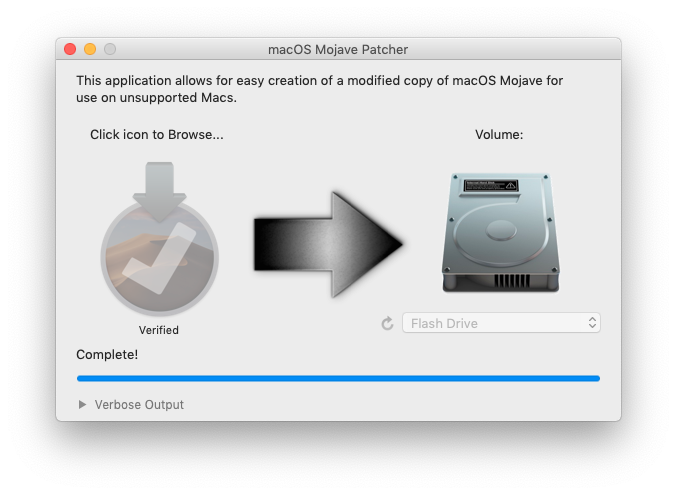 macOS Mojave Patcher
This application allows for easy creation of a modified copy of macOS Mojave for
use on unsupported Macs.
Click icon to Browse...
Volume:
Verified
Flash Drive
Complete!
Verbose Output